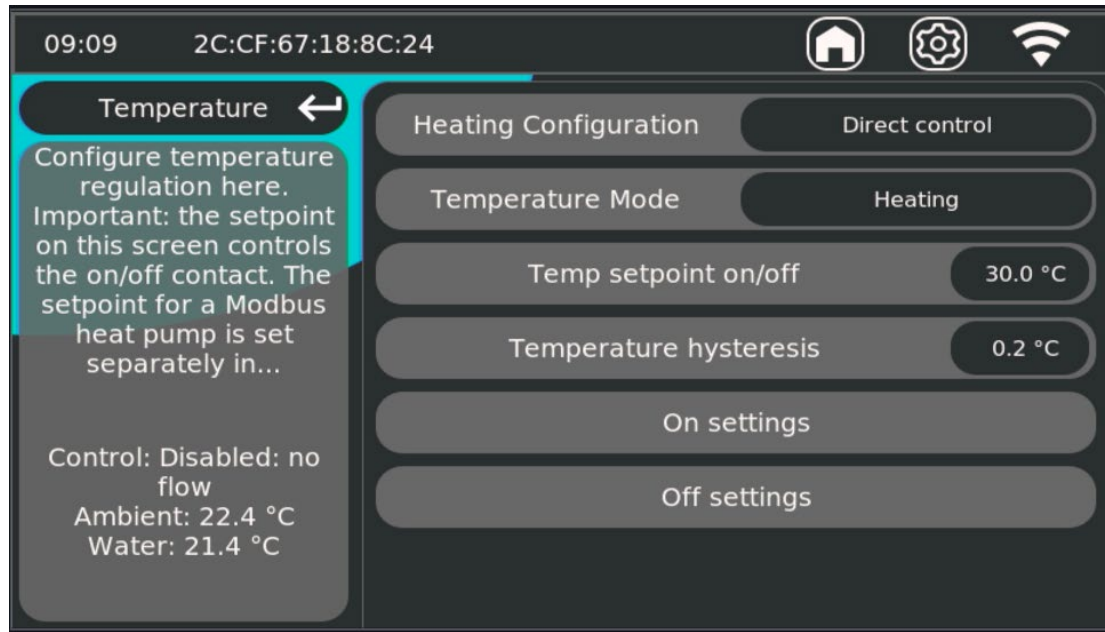 09:09 2C:CF:67:18:8C:24
Temperature
Configure temperature
regulation here.
Important: the setpoint
on this screen controls
the on/off contact. The
setpoint for a Modbus
heat pump is set
separately in...
Control: Disabled: no
flow
Ambient: 22.4 °C
Water: 21.4 °C
Heating Configuration Direct control
Temperature Mode Heating
Temp setpoint on/off 30.0 °C
Temperature hysteresis 0.2 °C
On settings
Off settings